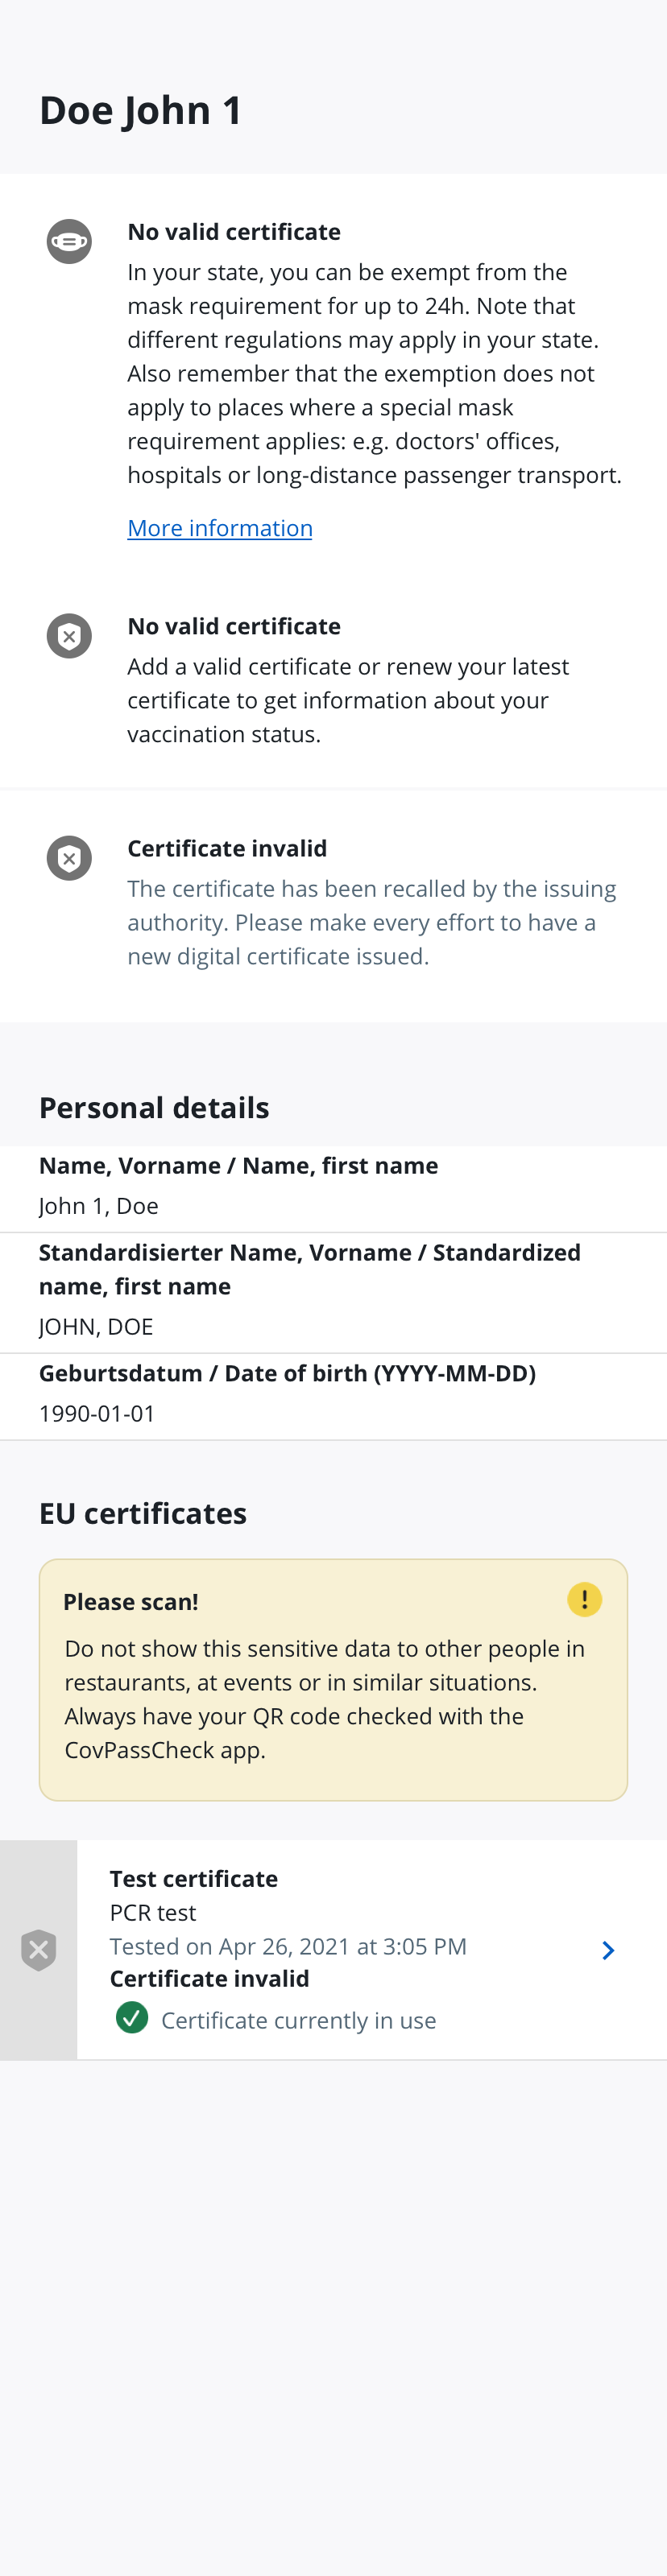 Doe John 1
No valid certificate
In your state, you can be exempt from the
mask requirement for up to 24h. Note that
different regulations may apply in your state.
Also remember that the exemption does not
apply to places where a special mask
requirement applies: e.g. doctors' offices,
hospitals or long-distance passenger transport.
More information
No valid certificate
Add a valid certificate or renew your latest
certificate to get information about your
vaccination status.
Certificate invalid
The certificate has been recalled by the issuing
authority. Please make every effort to have a
new digital certificate issued.
Personal details
Name, Vorname / Name, first name
John 1, Doe
Standardisierter Name, Vorname / Standardized
name, first name
JOHN, DOE
Geburtsdatum / Date of birth (YYYY-MM-DD)
1990-01-01
EU certificates
Please scan!
Do not show this sensitive data to other people in
restaurants, at events or in similar situations.
Always have your QR code checked with the
CovPassCheck app.
Test certificate
PCR test
Tested on Apr 26, 2021 at 3:05 PM
Certificate invalid
Certificate currently in use